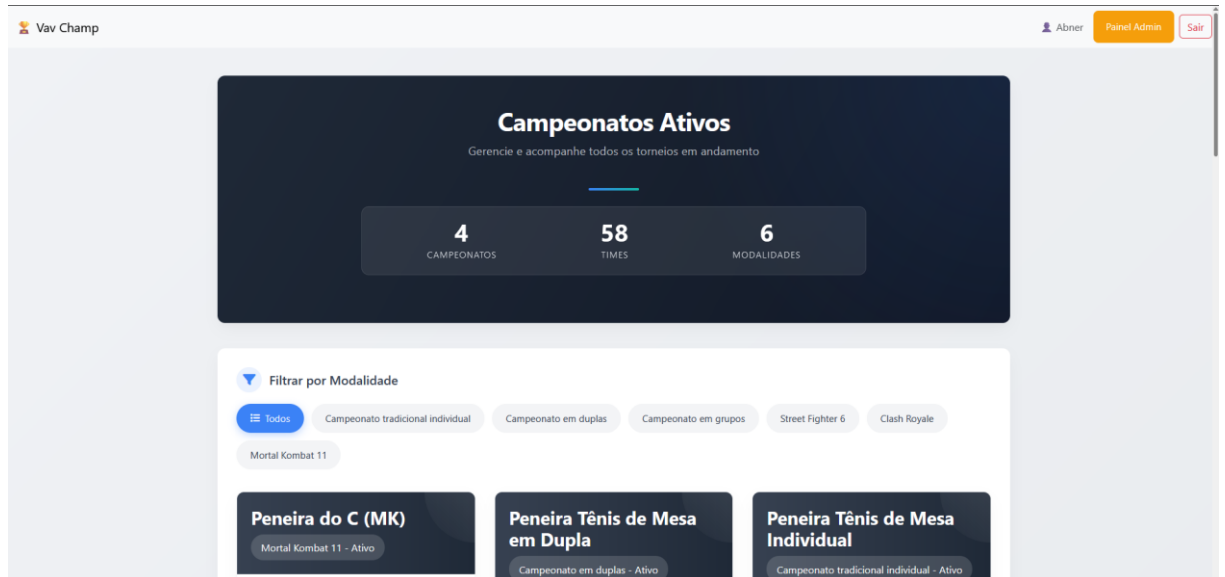 Vav Champ
Abner
Painel Admin
Sair
Campeonatos Ativos
Gerencie e acompanhe todos os torneios em andamento
4 58 6
CAMPEONATOS TIMES MODALIDADES
Filtrar por Modalidade
Todos Campeonato tradicional individual Campeonato em duplas Campeonato em grupos Street Fighter 6 Clash Royale
Mortal Kombat 11
Peneira do C (MK)
Mortal Kombat 11 - Ativo
Peneira Tênis de Mesa
em Dupla
Campeonato em duplas - Ativo
Peneira Tênis de Mesa
Individual
Campeonato tradicional individual - Ativo